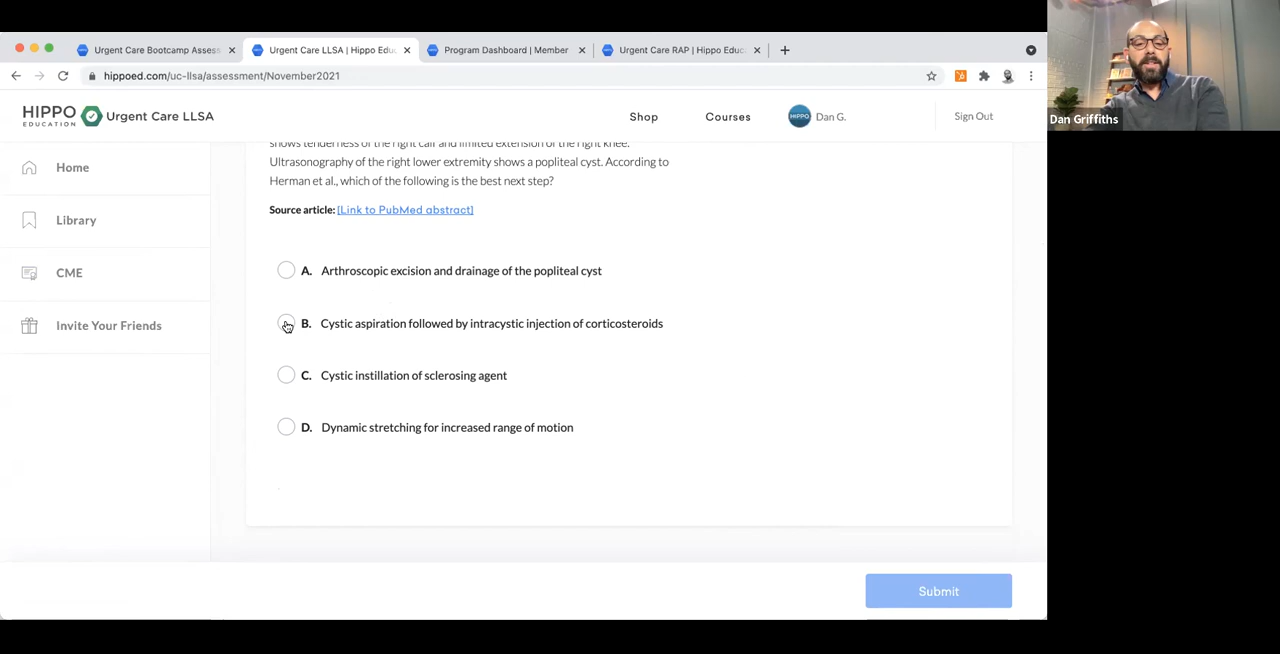 Urgent Care Bootcamp Assess
Urgent Care LLSA | Hippo Educ
Program Dashboard | Member
Urgent Care RAP | Hippo Educ
hippoed.com/uc-llsa/assessment/November2021
HIPPO
EDUCATION
Urgent Care LLSA
Shop
Courses
HIPPO
Dan G.
Sign Out
Dan Griffiths
Home
Library
CME
Invite Your Friends
shows tenderness of the right calf and limited extension of the right knee.
Ultrasonography of the right lower extremity shows a popliteal cyst. According to
Herman et al., which of the following is the best next step?
Source article: [Link to PubMed abstract]
A. Arthroscopic excision and drainage of the popliteal cyst
B. Cystic aspiration followed by intracystic injection of corticosteroids
C. Cystic instillation of sclerosing agent
D. Dynamic stretching for increased range of motion
Submit